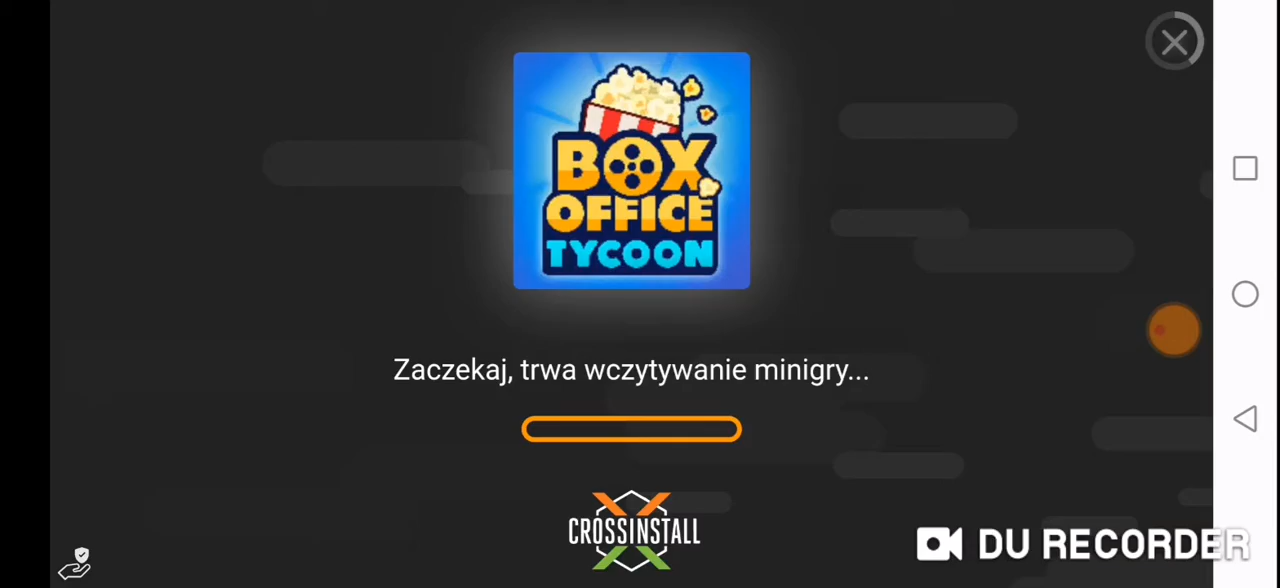 BOX
OFFICE
TYCOON
Zaczekaj, trwa wczytywanie minigry...
CROSSINSTALL
DU RECORDER